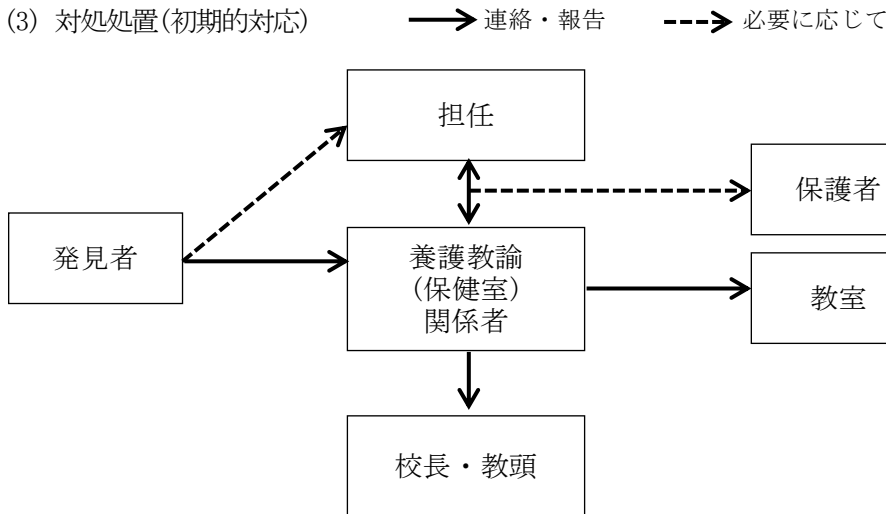 (3) 対処処置(初期的対応)
連絡・報告
必要に応じて
担任
保護者
発見者
養護教諭
(保健室)
関係者
教室
校長・教頭